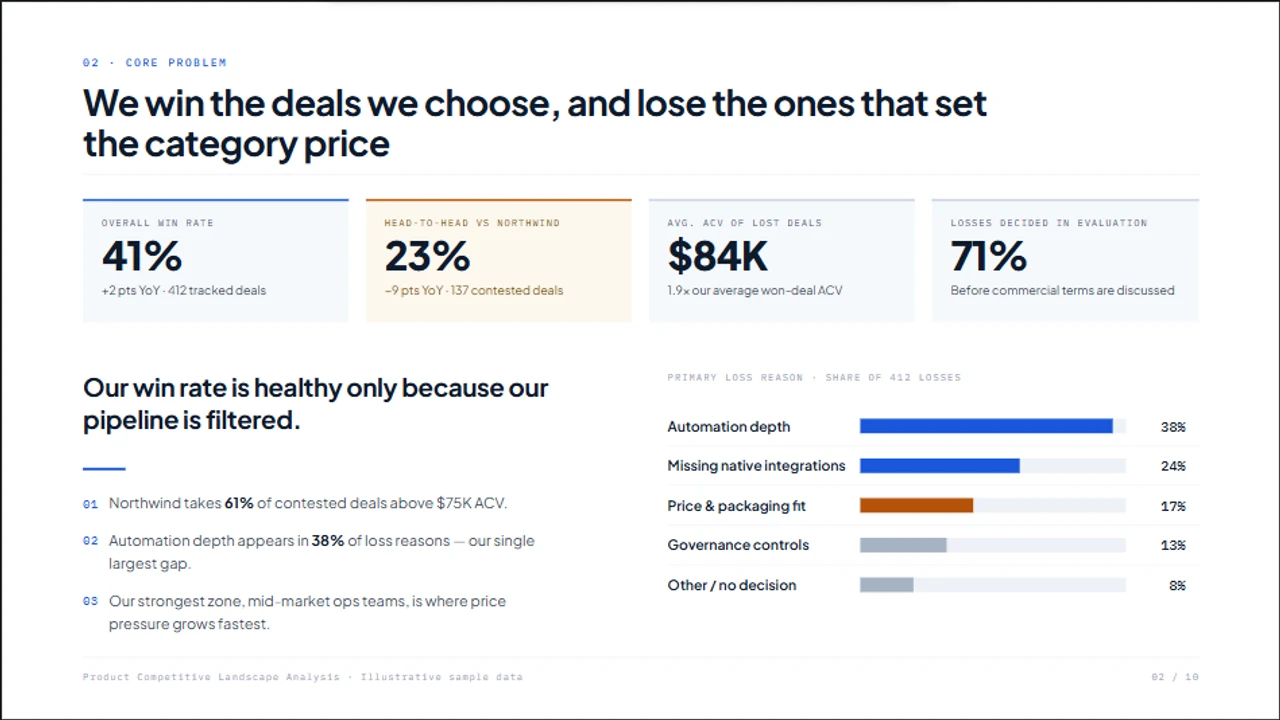 02 · CORE PROBLEM
We win the deals we choose, and lose the ones that set
the category price
OVERALL WIN RATE
41%
+2 pts YoY · 412 tracked deals
HEAD-TO-HEAD VS NORTHWIND
23%
−9 pts YoY · 137 contested deals
AVG. ACV OF LOST DEALS
$84K
1.9× our average won-deal ACV
LOSSES DECIDED IN EVALUATION
71%
Before commercial terms are discussed
Our win rate is healthy only because our
pipeline is filtered.
01 Northwind takes 61% of contested deals above $75K ACV.
02 Automation depth appears in 38% of loss reasons — our single
largest gap.
03 Our strongest zone, mid-market ops teams, is where price
pressure grows fastest.
PRIMARY LOSS REASON · SHARE OF 412 LOSSES
Automation depth 38%
Missing native integrations 24%
Price & packaging fit 17%
Governance controls 13%
Other / no decision 8%
Product Competitive Landscape Analysis · Illustrative sample data
02 / 10